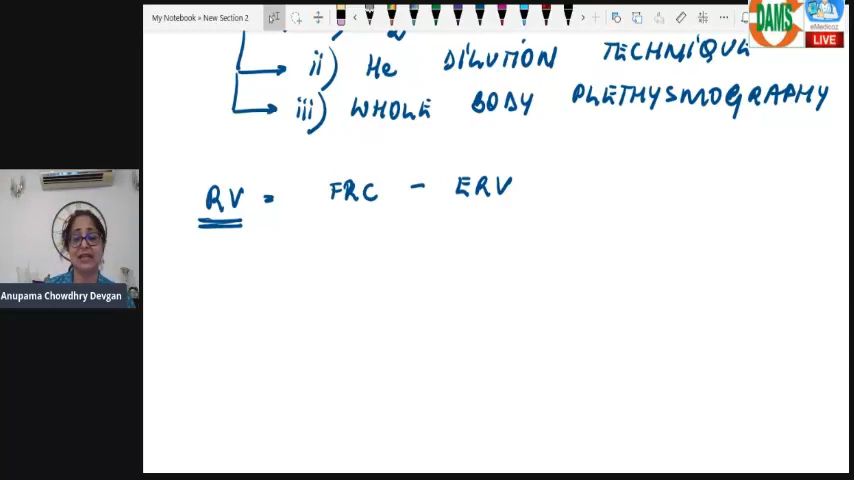 My Notebook > New Section 2
DAMS
eMedicoz
LIVE
ii) He DILUTION TECHNIQUE
iii) WHOLE BODY PLETHYSMOGRAPHY
RV = FRC - ERV
Anupama Chowdhry Devgan